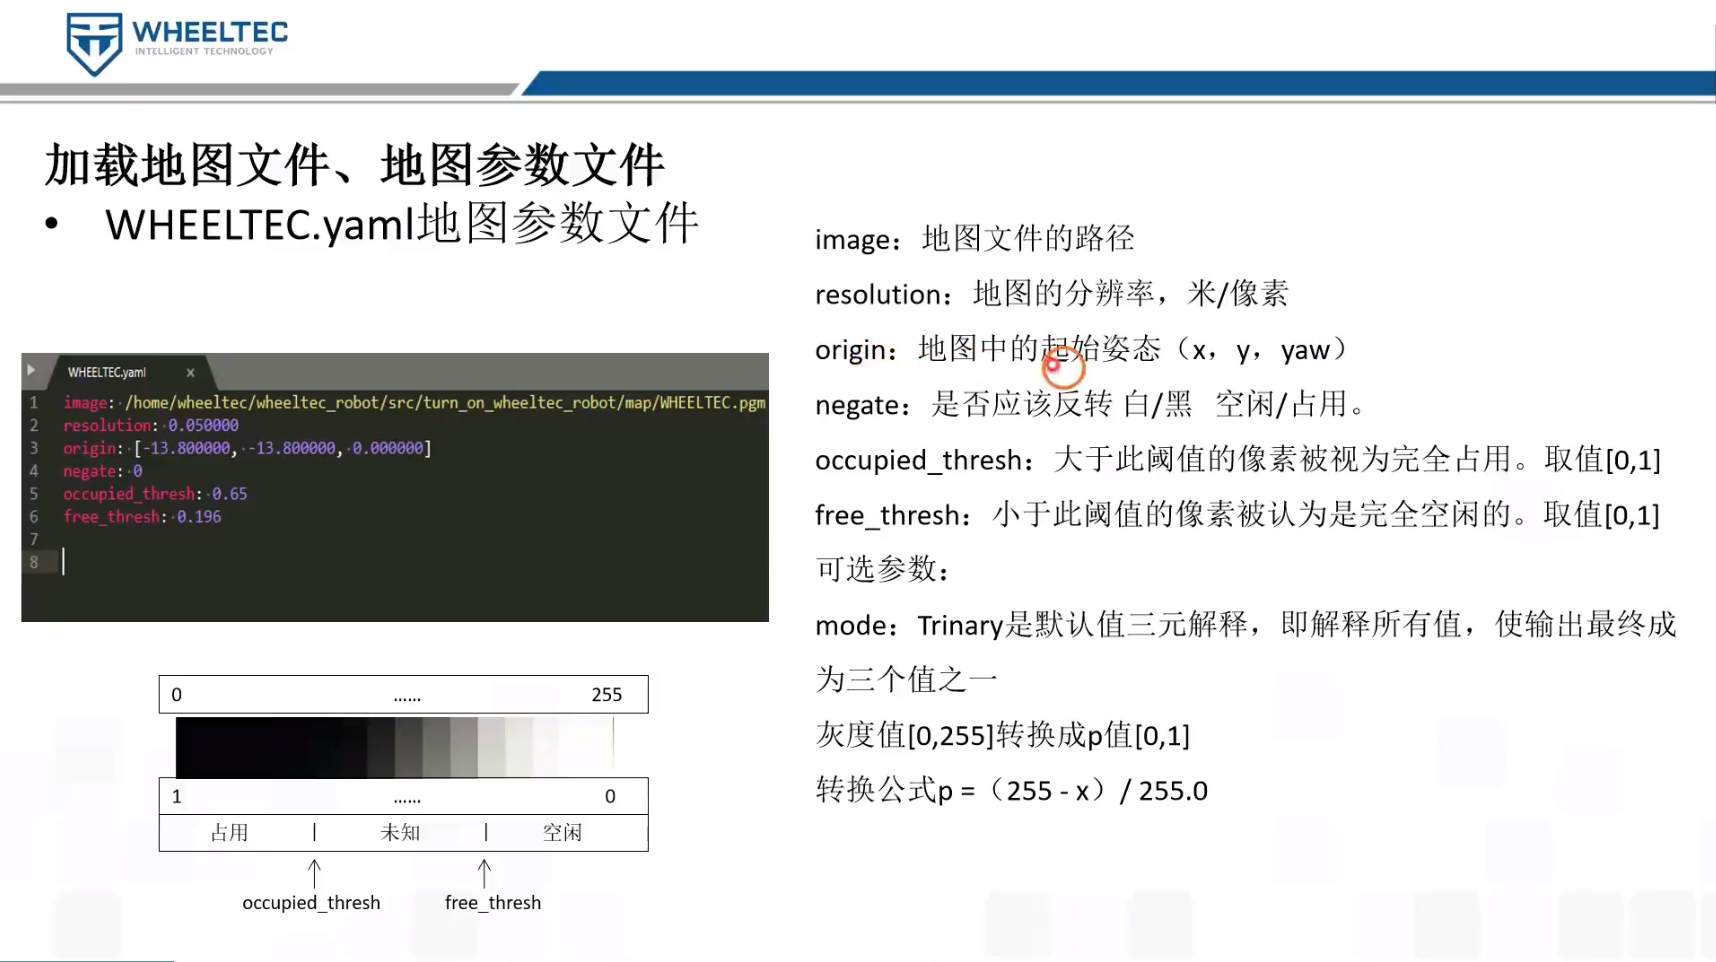 WHEELTEC
INTELLIGENT TECHNOLOGY
加载地图文件、地图参数文件
• WHEELTEC.yaml地图参数文件
WHEELTEC.yaml x
1 image: /home/wheeltec/wheeltec_robot/src/turn_on_wheeltec_robot/map/WHEELTEC.pgm
2 resolution: 0.050000
3 origin: [-13.800000, -13.800000, 0.000000]
4 negate: 0
5 occupied_thresh: 0.65
6 free_thresh: 0.196
7
8
0 …… 255
1 …… 0
占用 | 未知 | 空闲
occupied_thresh free_thresh
image：地图文件的路径
resolution：地图的分辨率，米/像素
origin：地图中的起始姿态（x，y，yaw）
negate：是否应该反转 白/黑 空闲/占用。
occupied_thresh：大于此阈值的像素被视为完全占用。取值[0,1]
free_thresh：小于此阈值的像素被认为是完全空闲的。取值[0,1]
可选参数：
mode：Trinary是默认值三元解释，即解释所有值，使输出最终成
为三个值之一
灰度值[0,255]转换成p值[0,1]
转换公式p =（255 - x）/ 255.0